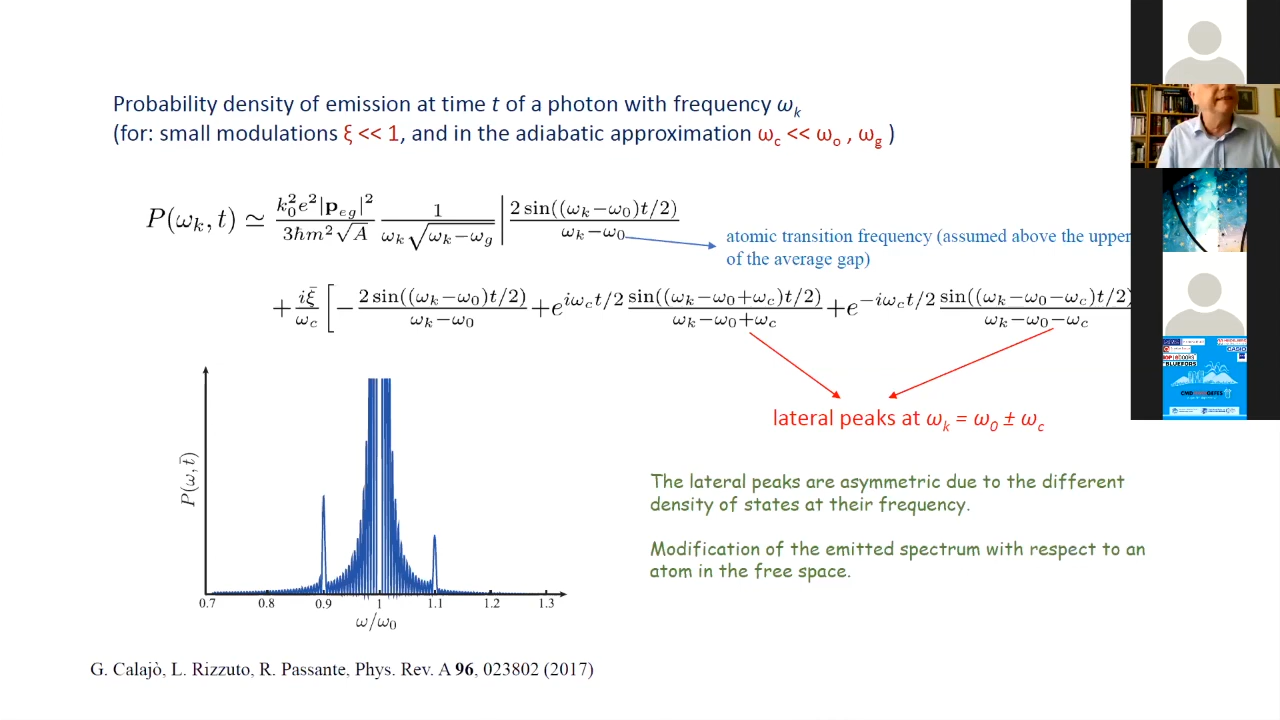 Probability density of emission at time t of a photon with frequency ωk
(for: small modulations ξ << 1, and in the adiabatic approximation ωc << ωo , ωg )
P(ωk, t) ≃ k0²e²|peg|² / 3ħm²√A 1 / ωk√(ωk−ωg) | 2 sin((ωk−ω0)t/2) / ωk−ω0
atomic transition frequency (assumed above the upper
of the average gap)
+ iξ̄/ωc [ − 2 sin((ωk−ω0)t/2) / ωk−ω0 + e^iωct/2 sin((ωk−ω0+ωc)t/2) / ωk−ω0+ωc + e^−iωct/2 sin((ωk−ω0−ωc)t/2) / ωk−ω0−ωc
lateral peaks at ωk = ω0 ± ωc
P(ω, t̄)
0.7 0.8 0.9 1 1.1 1.2 1.3
ω/ω0
The lateral peaks are asymmetric due to the different
density of states at their frequency.
Modification of the emitted spectrum with respect to an
atom in the free space.
G. Calajò, L. Rizzuto, R. Passante, Phys. Rev. A 96, 023802 (2017)